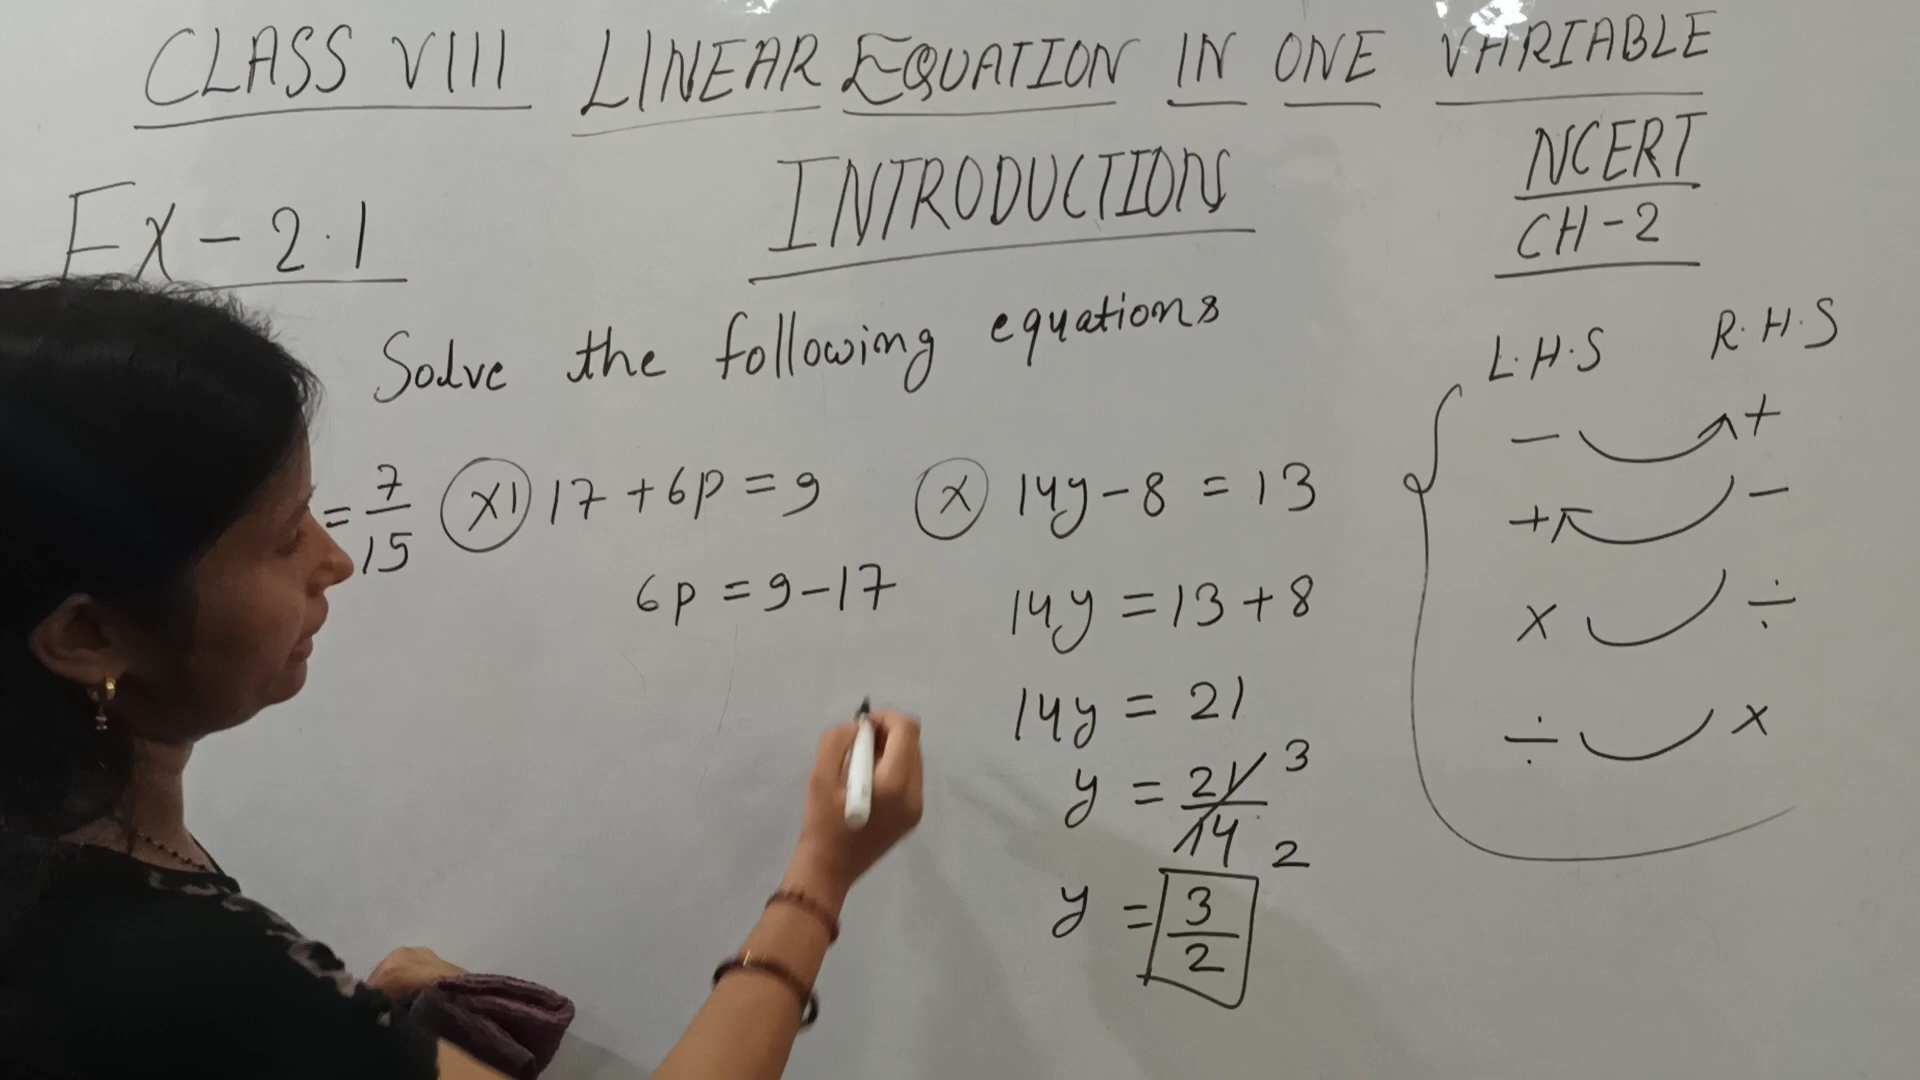 CLASS VIII LINEAR EQUATION IN ONE VARIABLE
INTRODUCTION
NCERT
CH-2
Ex-2.1
Solve the following equations
= 7/15
XI 17+6p=9
6p=9-17
X 14y-8=13
14y=13+8
14y=21
y=21/14 3 2
y=3/2
L.H.S R.H.S
- +
+ -
× ÷
÷ ×